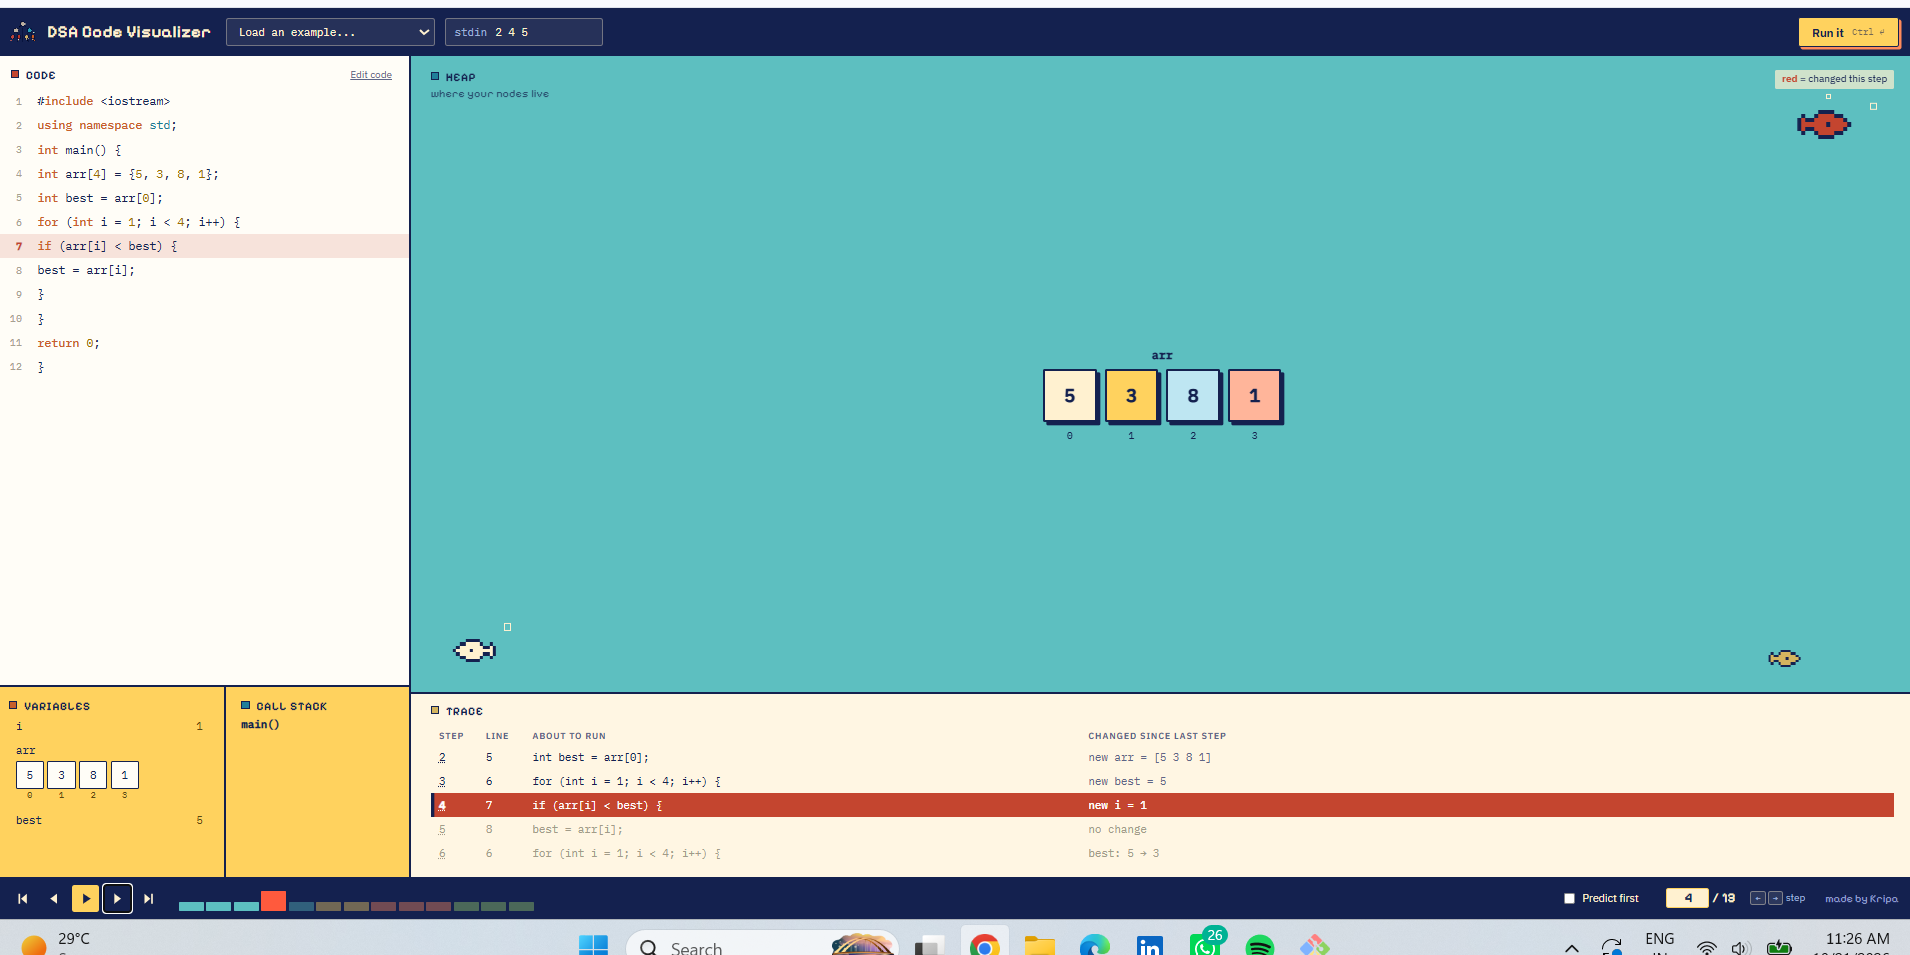 DSA Code Visualizer
Load an example...
stdin 2 4 5
Run it Ctrl ↵
CODE
Edit code
1 #include <iostream>
2 using namespace std;
3 int main() {
4 int arr[4] = {5, 3, 8, 1};
5 int best = arr[0];
6 for (int i = 1; i < 4; i++) {
7 if (arr[i] < best) {
8 best = arr[i];
9 }
10 }
11 return 0;
12 }
HEAP
where your nodes live
red = changed this step
arr
5 3 8 1
0 1 2 3
VARIABLES
i 1
arr
5 3 8 1
0 1 2 3
best 5
CALL STACK
main()
TRACE
STEP LINE ABOUT TO RUN CHANGED SINCE LAST STEP
2 5 int best = arr[0]; new arr = [5 3 8 1]
3 6 for (int i = 1; i < 4; i++) { new best = 5
4 7 if (arr[i] < best) { new i = 1
5 8 best = arr[i]; no change
6 6 for (int i = 1; i < 4; i++) { best: 5 → 3
Predict first
4 / 13
← → step
made by Kripa
29°C
Search
26
ENG
11:26 AM